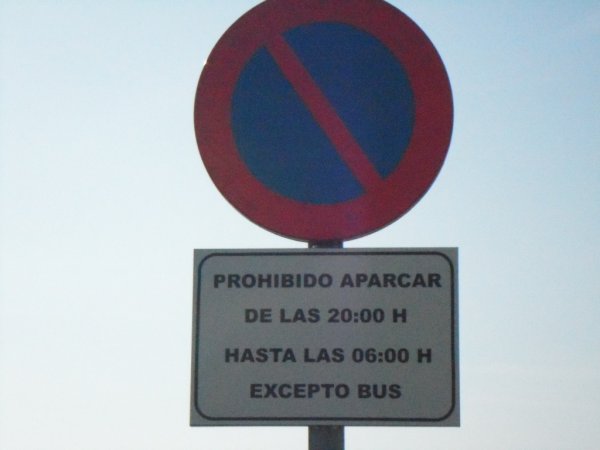 PROHIBIDO APARCAR
DE LAS 20:00 H
HASTA LAS 06:00 H
EXCEPTO BUS